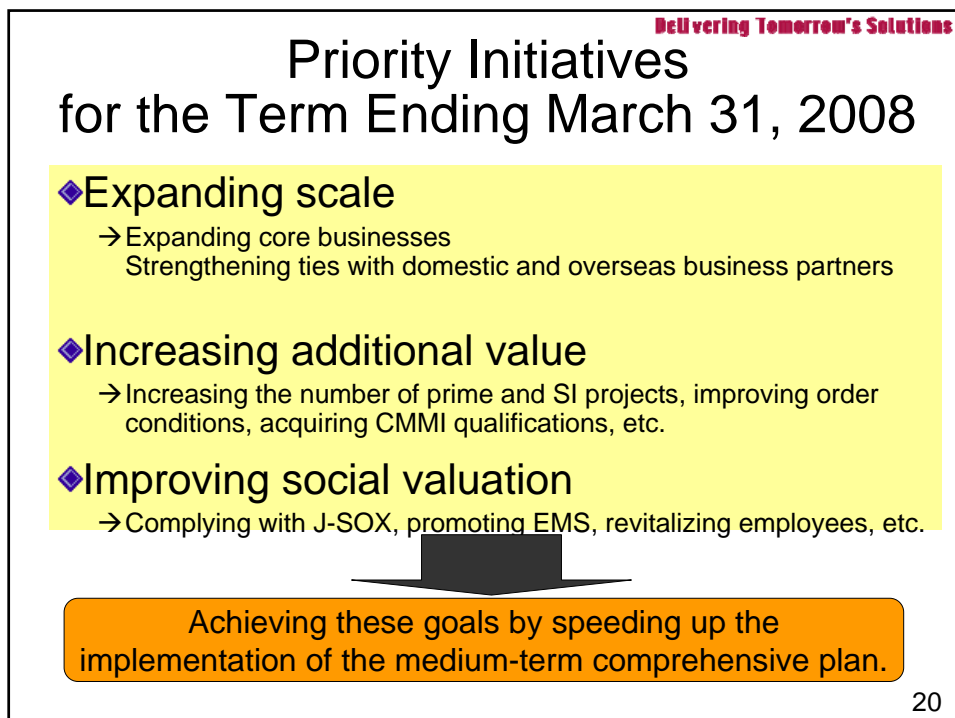 Delivering Tomorrow's Solutions
Priority Initiatives
for the Term Ending March 31, 2008
Expanding scale
→Expanding core businesses
Strengthening ties with domestic and overseas business partners
Increasing additional value
→Increasing the number of prime and SI projects, improving order
conditions, acquiring CMMI qualifications, etc.
Improving social valuation
→Complying with J-SOX, promoting EMS, revitalizing employees, etc.
Achieving these goals by speeding up the
implementation of the medium-term comprehensive plan.
20